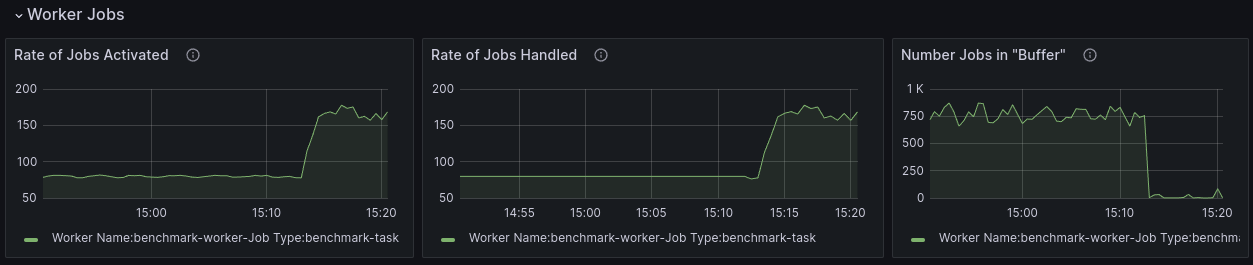 Worker Jobs
Rate of Jobs Activated
200
150
100
50
15:00 15:10 15:20
Worker Name:benchmark-worker-Job Type:benchmark-task
Rate of Jobs Handled
200
150
100
50
14:55 15:00 15:05 15:10 15:15 15:20
Worker Name:benchmark-worker-Job Type:benchmark-task
Number Jobs in "Buffer"
1 K
750
500
250
0
15:00 15:10 15:20
Worker Name:benchmark-worker-Job Type:benchm